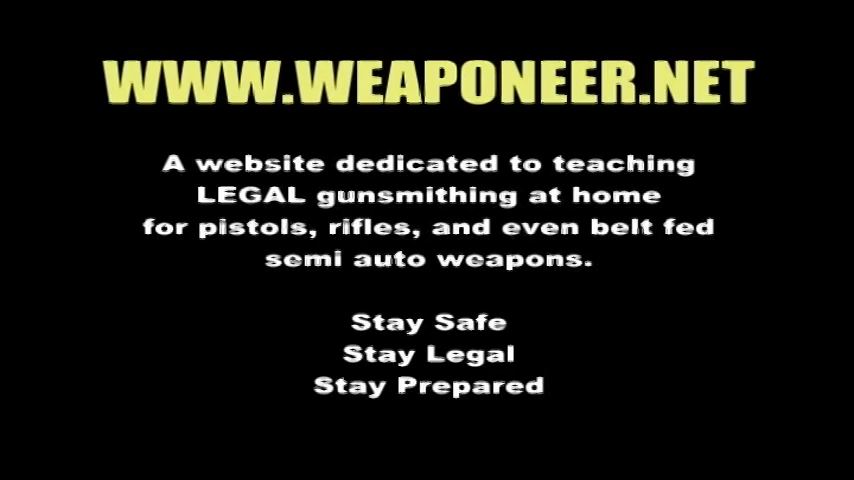 WWW.WEAPONEER.NET
A website dedicated to teaching
LEGAL gunsmithing at home
for pistols, rifles, and even belt fed
semi auto weapons.
Stay Safe
Stay Legal
Stay Prepared